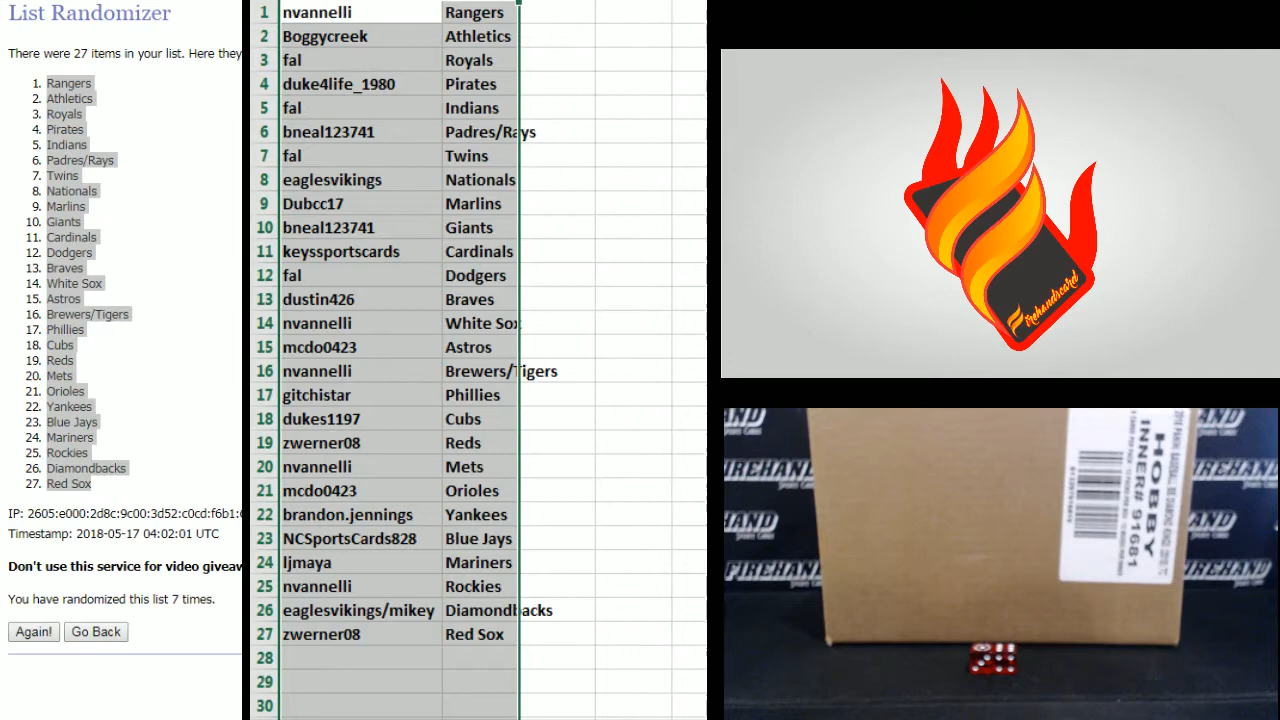 List Randomizer
There were 27 items in your list. Here they
1. Rangers
2. Athletics
3. Royals
4. Pirates
5. Indians
6. Padres/Rays
7. Twins
8. Nationals
9. Marlins
10. Giants
11. Cardinals
12. Dodgers
13. Braves
14. White Sox
15. Astros
16. Brewers/Tigers
17. Phillies
18. Cubs
19. Reds
20. Mets
21. Orioles
22. Yankees
23. Blue Jays
24. Mariners
25. Rockies
26. Diamondbacks
27. Red Sox
IP: 2605:e000:2d8c:9c00:3d52:c0cd:f6b1:
Timestamp: 2018-05-17 04:02:01 UTC
Don't use this service for video giveaw
You have randomized this list 7 times.
Again! Go Back
1 nvannelli Rangers
2 Boggycreek Athletics
3 fal Royals
4 duke4life_1980 Pirates
5 fal Indians
6 bneal123741 Padres/Rays
7 fal Twins
8 eaglesvikings Nationals
9 Dubcc17 Marlins
10 bneal123741 Giants
11 keyssportscards Cardinals
12 fal Dodgers
13 dustin426 Braves
14 nvannelli White Sox
15 mcdo0423 Astros
16 nvannelli Brewers/Tigers
17 gitchistar Phillies
18 dukes1197 Cubs
19 zwerner08 Reds
20 nvannelli Mets
21 mcdo0423 Orioles
22 brandon.jennings Yankees
23 NCSportsCards828 Blue Jays
24 ljmaya Mariners
25 nvannelli Rockies
26 eaglesvikings/mikey Diamondbacks
27 zwerner08 Red Sox
28
29
30
Firehandscard
HOBBY
INNER# 91681
FIREHAND
FIREHAND
FIREHAND